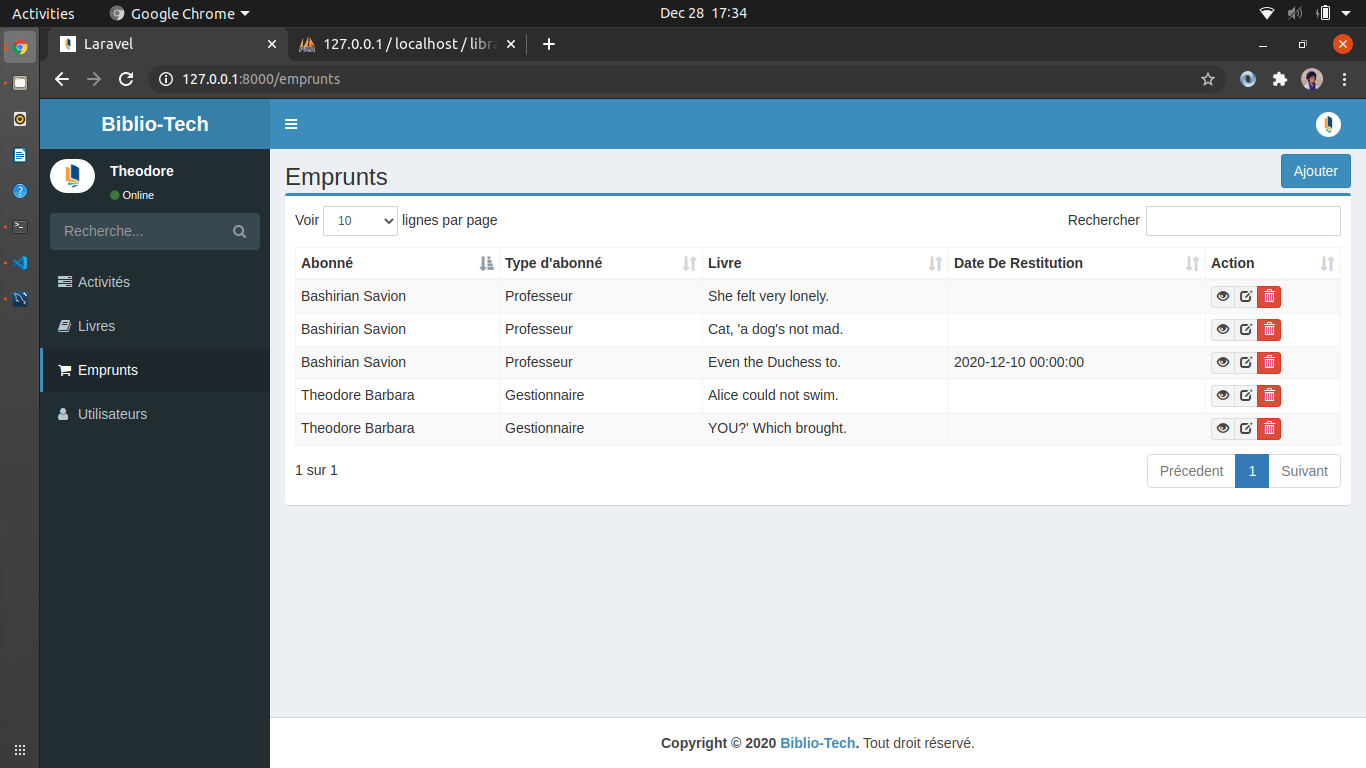 Activities Google Chrome Dec 28 17:34
Laravel 127.0.0.1 / localhost / libra
127.0.0.1:8000/emprunts
Biblio-Tech
Theodore
Online
Recherche...
Activités
Livres
Emprunts
Utilisateurs
Emprunts Ajouter
Voir 10 lignes par page Rechercher
Abonné Type d'abonné Livre Date De Restitution Action
Bashirian Savion Professeur She felt very lonely.
Bashirian Savion Professeur Cat, 'a dog's not mad.
Bashirian Savion Professeur Even the Duchess to. 2020-12-10 00:00:00
Theodore Barbara Gestionnaire Alice could not swim.
Theodore Barbara Gestionnaire YOU?' Which brought.
1 sur 1 Précedent 1 Suivant
Copyright © 2020 Biblio-Tech. Tout droit réservé.